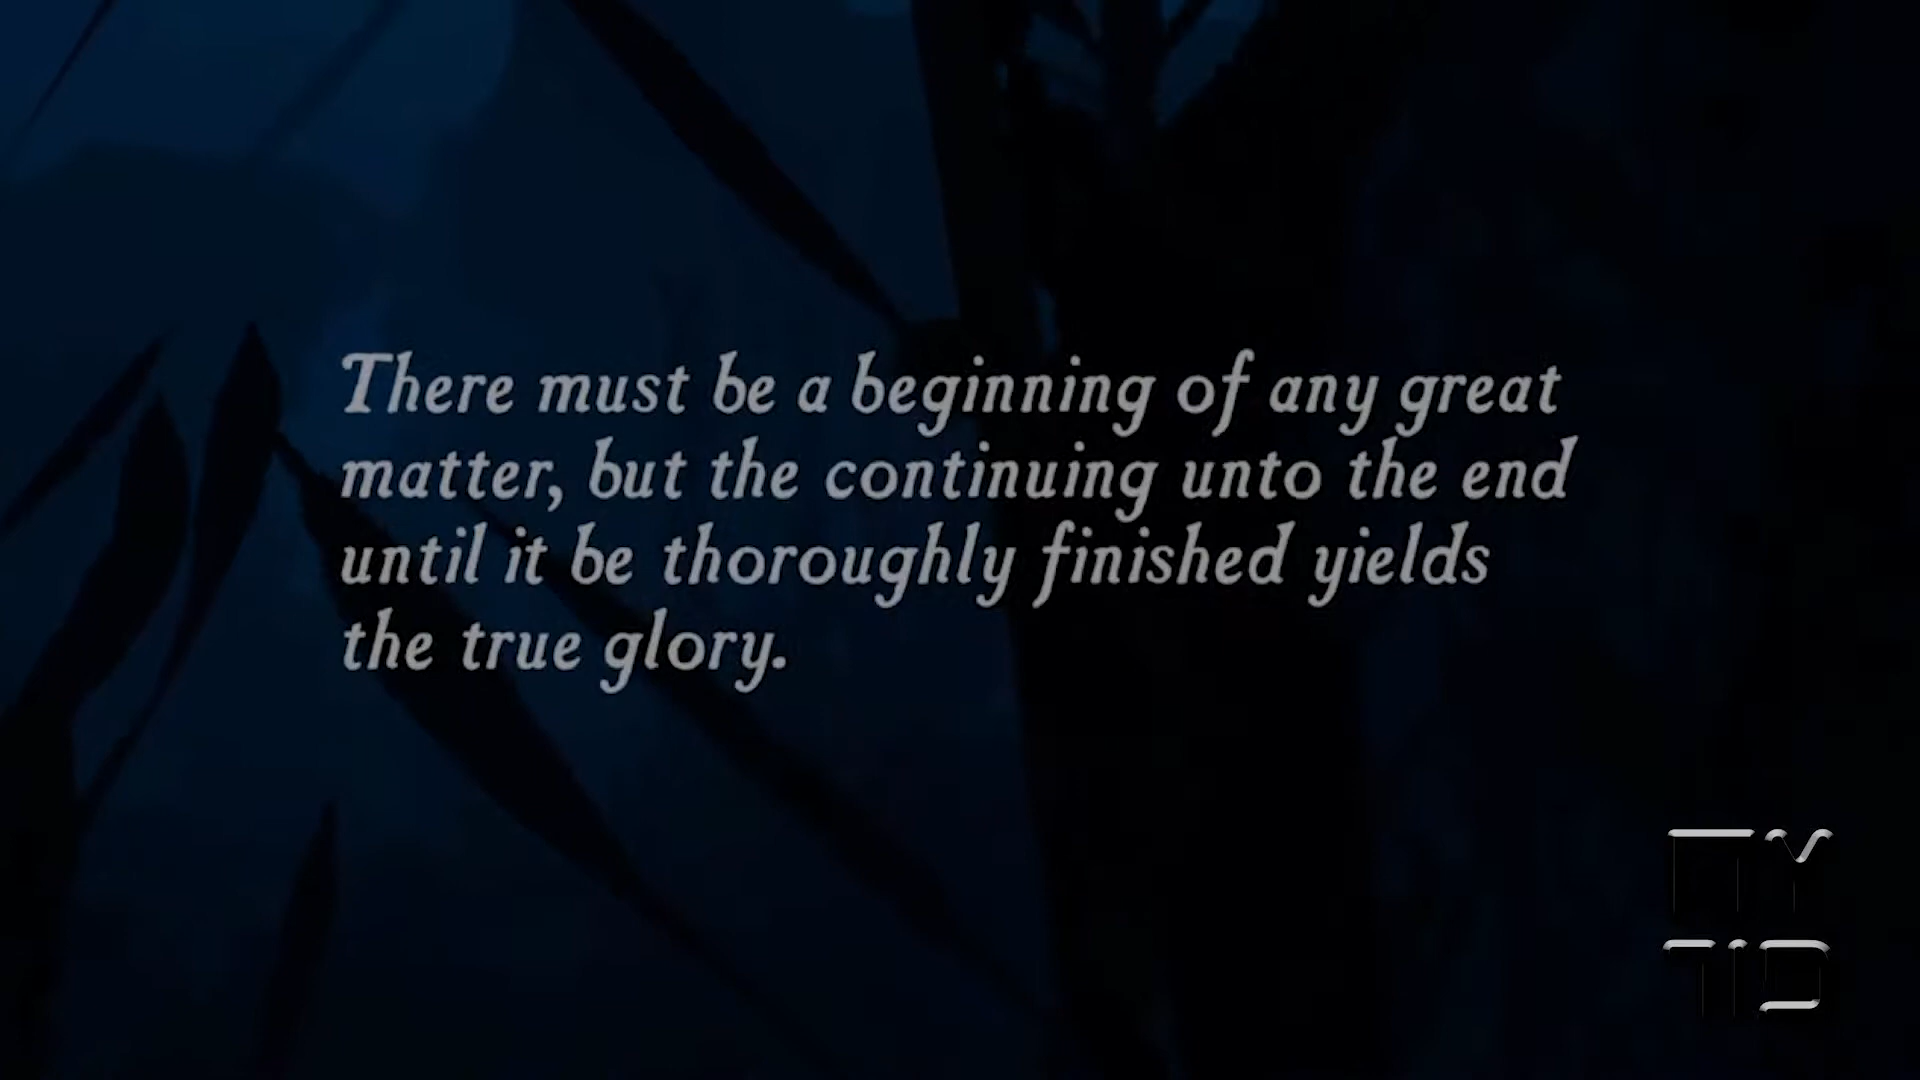 There must be a beginning of any great
matter, but the continuing unto the end
until it be thoroughly finished yields
the true glory.